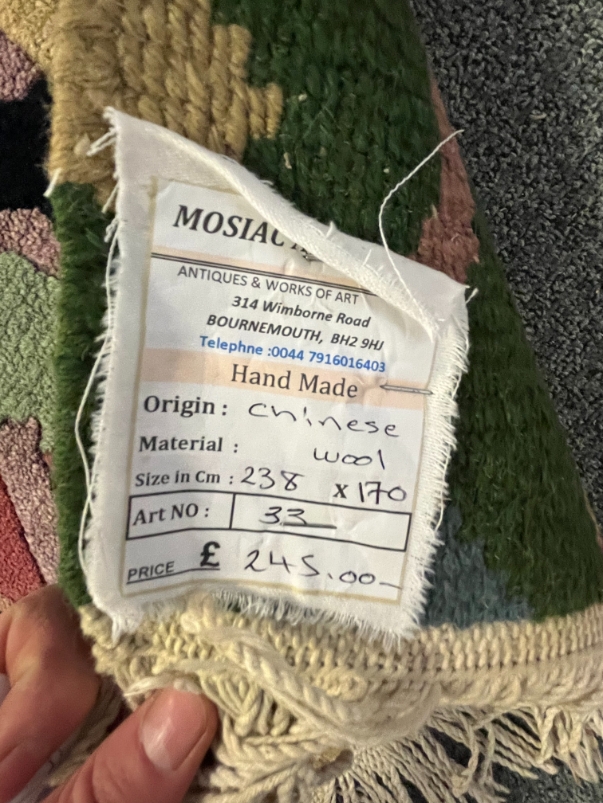 MOSIAC
ANTIQUES & WORKS OF ART
314 Wimborne Road
BOURNEMOUTH, BH2 9HJ
Telephne :0044 7916016403
Hand Made
Origin : Chinese
Material : wool
Size in Cm : 238 x 170
Art NO : 33
PRICE £ 245.00-